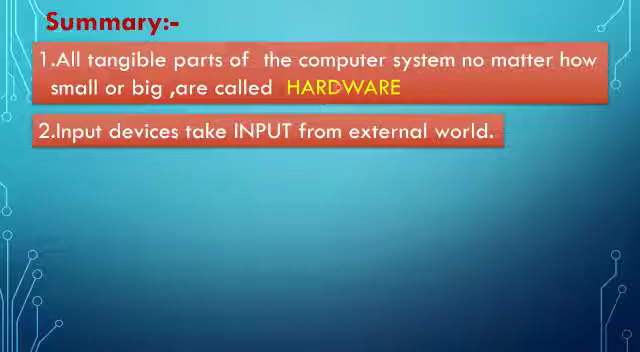 Summary:-
1.All tangible parts of the computer system no matter how
small or big ,are called HARDWARE
2.Input devices take INPUT from external world.